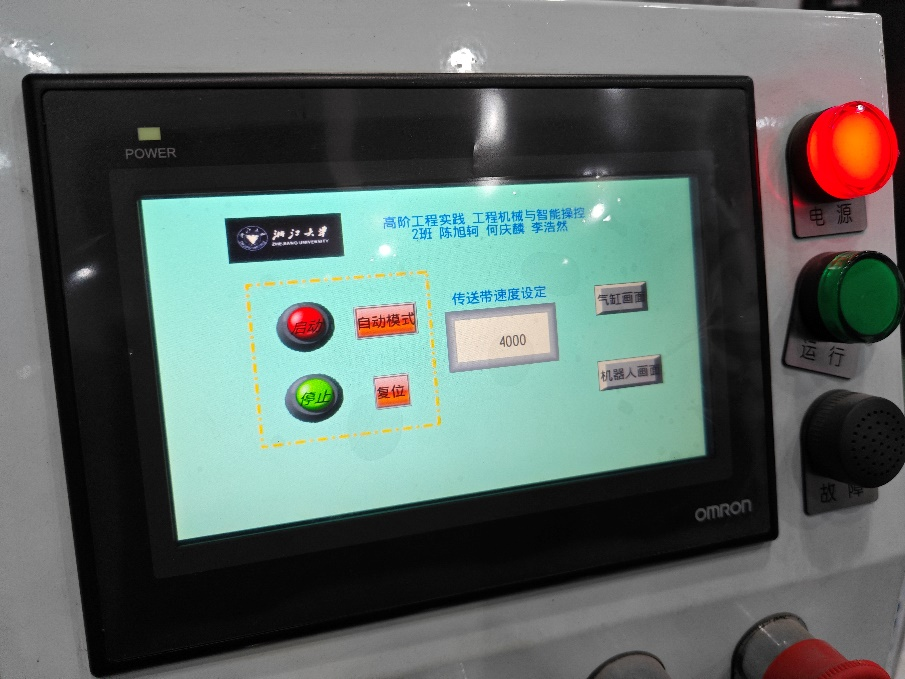 POWER
浙江大学
ZHEJIANG UNIVERSITY
高阶工程实践 工程机械与智能操控
2班 陈旭轲 何庆麟 李浩然
启动
自动模式
停止
复位
传送带速度设定
4000
气缸画面
机器人画面
OMRON
电源
运行
故障